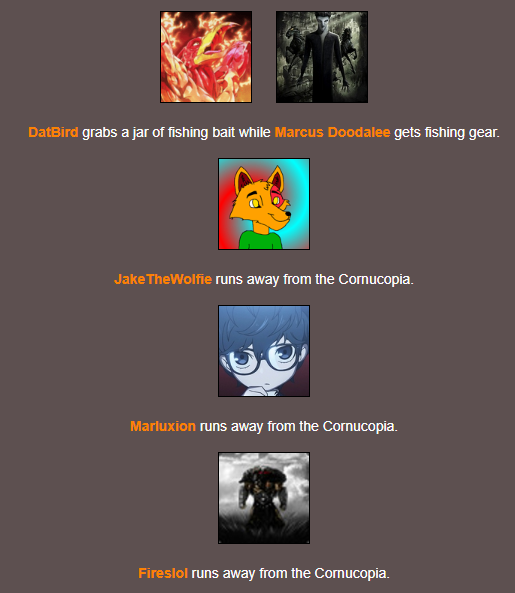 DatBird grabs a jar of fishing bait while Marcus Doodalee gets fishing gear.
JakeTheWolfie runs away from the Cornucopia.
Marluxion runs away from the Cornucopia.
Fireslol runs away from the Cornucopia.